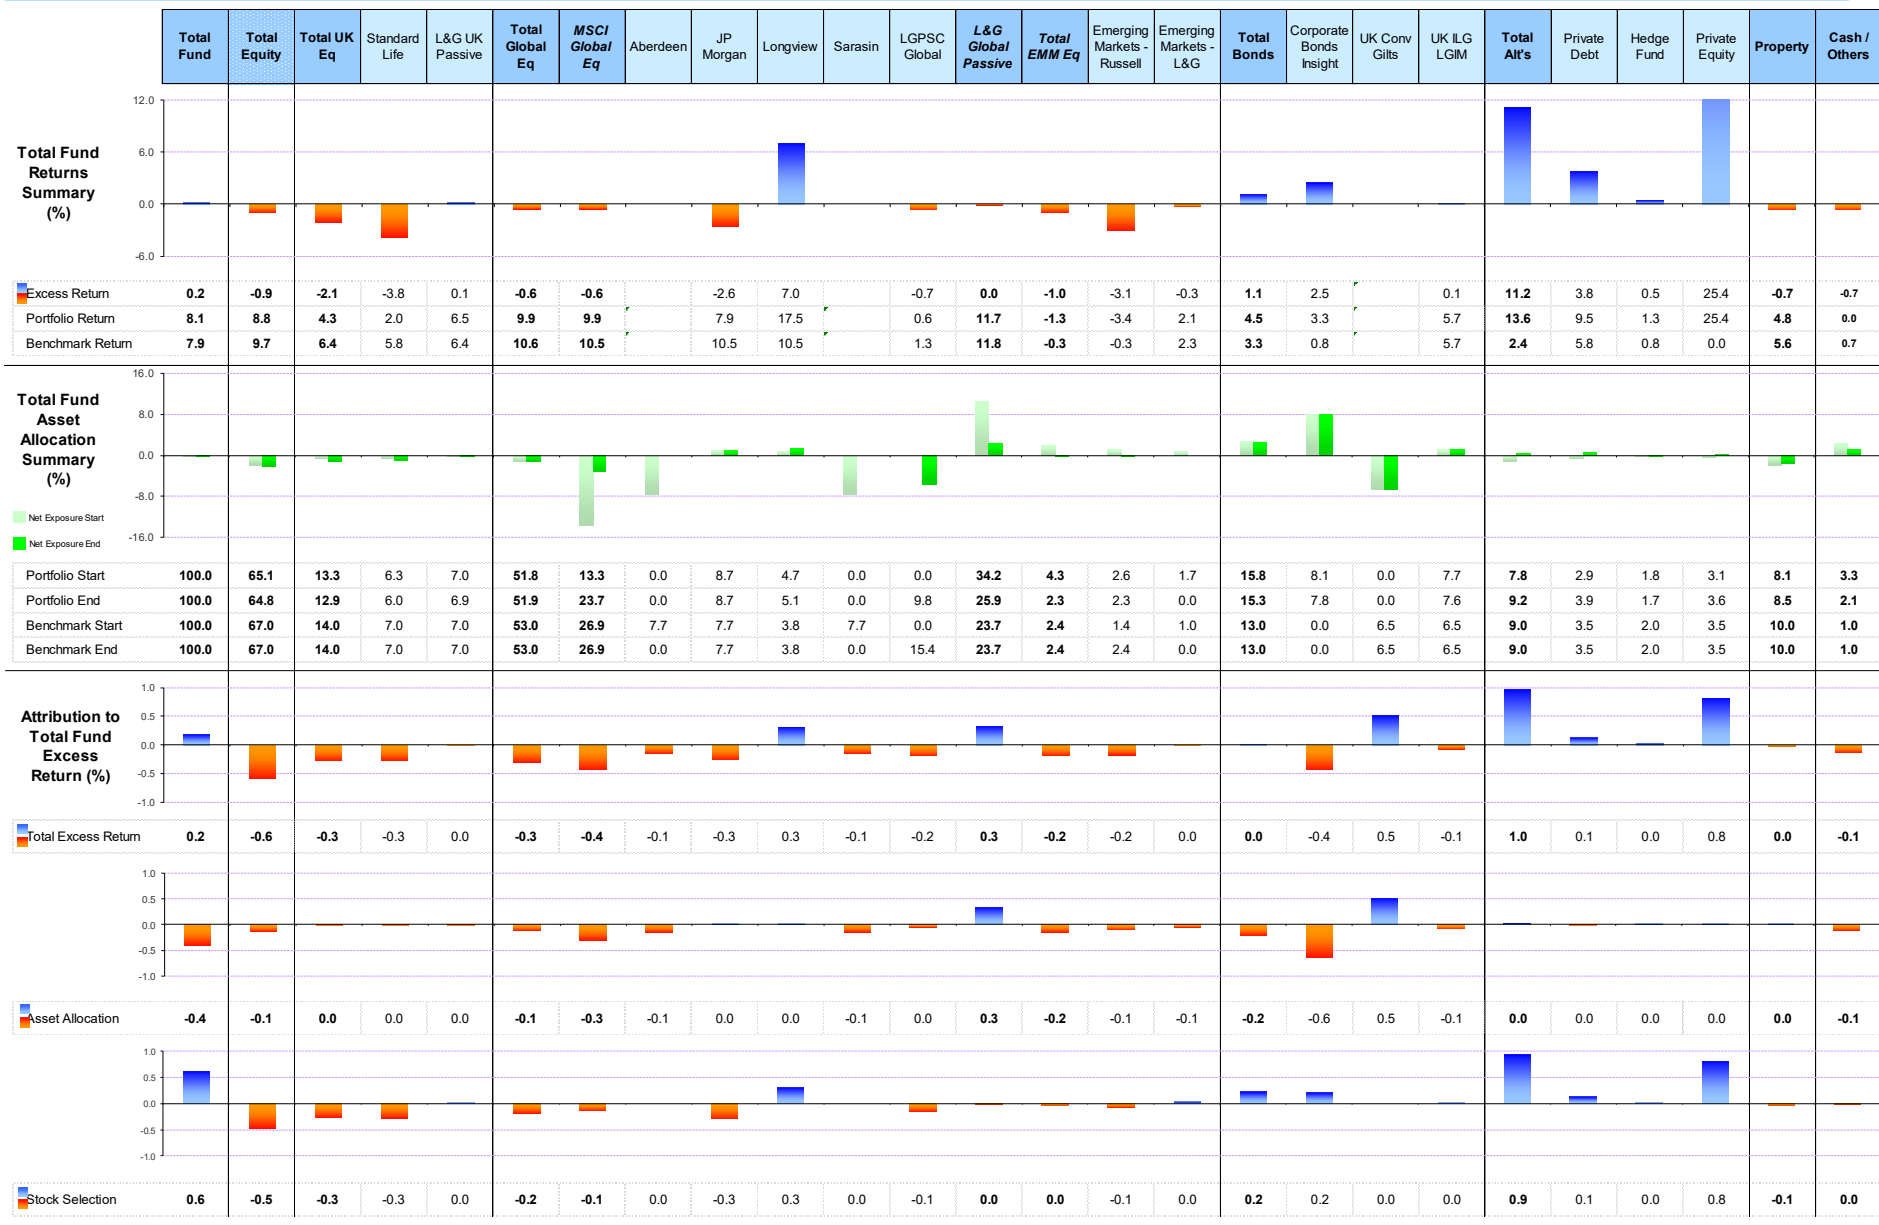 Total Fund Total Equity Total UK Eq Standard Life L&G UK Passive Total Global Eq MSCI Global Eq Aberdeen JP Morgan Longview Sarasin LGPSC Global L&G Global Passive Total EMM Eq Emerging Markets - Russell Emerging Markets - L&G Total Bonds Corporate Bonds Insight UK Conv Gilts UK ILG LGIM Total Alt's Private Debt Hedge Fund Private Equity Property Cash / Others
Total Fund
Returns
Summary
(%)
12.0
6.0
0.0
-6.0
Excess Return 0.2 -0.9 -2.1 -3.8 0.1 -0.6 -0.6 -2.6 7.0 -0.7 0.0 -1.0 -3.1 -0.3 1.1 2.5 0.1 11.2 3.8 0.5 25.4 -0.7 -0.7
Portfolio Return 8.1 8.8 4.3 2.0 6.5 9.9 9.9 7.9 17.5 0.6 11.7 -1.3 -3.4 2.1 4.5 3.3 5.7 13.6 9.5 1.3 25.4 4.8 0.0
Benchmark Return 7.9 9.7 6.4 5.8 6.4 10.6 10.5 10.5 10.5 1.3 11.8 -0.3 -0.3 2.3 3.3 0.8 5.7 2.4 5.8 0.8 0.0 5.6 0.7
Total Fund
Asset
Allocation
Summary
(%)
Net Exposure Start
Net Exposure End
16.0
8.0
0.0
-8.0
-16.0
Portfolio Start 100.0 65.1 13.3 6.3 7.0 51.8 13.3 0.0 8.7 4.7 0.0 0.0 34.2 4.3 2.6 1.7 15.8 8.1 0.0 7.7 7.8 2.9 1.8 3.1 8.1 3.3
Portfolio End 100.0 64.8 12.9 6.0 6.9 51.9 23.7 0.0 8.7 5.1 0.0 9.8 25.9 2.3 2.3 0.0 15.3 7.8 0.0 7.6 9.2 3.9 1.7 3.6 8.5 2.1
Benchmark Start 100.0 67.0 14.0 7.0 7.0 53.0 26.9 7.7 7.7 3.8 7.7 0.0 23.7 2.4 1.4 1.0 13.0 0.0 6.5 6.5 9.0 3.5 2.0 3.5 10.0 1.0
Benchmark End 100.0 67.0 14.0 7.0 7.0 53.0 26.9 0.0 7.7 3.8 0.0 15.4 23.7 2.4 2.4 0.0 13.0 0.0 6.5 6.5 9.0 3.5 2.0 3.5 10.0 1.0
Attribution to
Total Fund
Excess
Return (%)
1.0
0.5
0.0
-0.5
-1.0
Total Excess Return 0.2 -0.6 -0.3 -0.3 0.0 -0.3 -0.4 -0.1 -0.3 0.3 -0.1 -0.2 0.3 -0.2 -0.2 0.0 0.0 -0.4 0.5 -0.1 1.0 0.1 0.0 0.8 0.0 -0.1
1.0
0.5
0.0
-0.5
-1.0
Asset Allocation -0.4 -0.1 0.0 0.0 0.0 -0.1 -0.3 -0.1 0.0 0.0 -0.1 0.0 0.3 -0.2 -0.1 -0.1 -0.2 -0.6 0.5 -0.1 0.0 0.0 0.0 0.0 0.0 -0.1
1.0
0.5
0.0
-0.5
-1.0
Stock Selection 0.6 -0.5 -0.3 -0.3 0.0 -0.2 -0.1 0.0 -0.3 0.3 0.0 -0.1 0.0 0.0 -0.1 0.0 0.2 0.2 0.0 0.0 0.9 0.1 0.0 0.8 -0.1 0.0